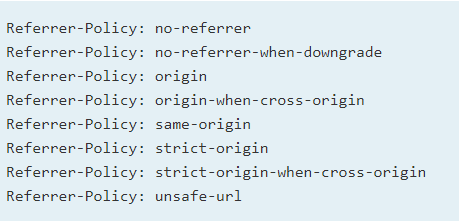 Referrer-Policy: no-referrer
Referrer-Policy: no-referrer-when-downgrade
Referrer-Policy: origin
Referrer-Policy: origin-when-cross-origin
Referrer-Policy: same-origin
Referrer-Policy: strict-origin
Referrer-Policy: strict-origin-when-cross-origin
Referrer-Policy: unsafe-url